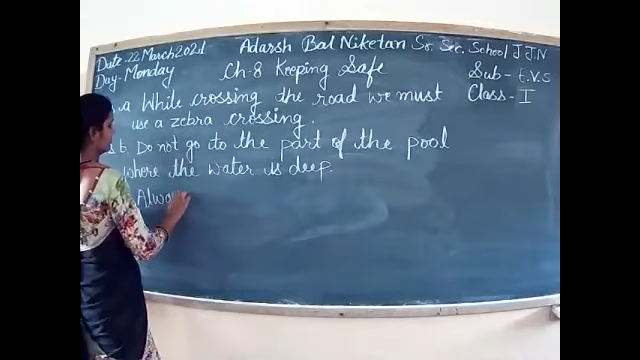 Date - 22 March 2021 Adarsh Bal Niketan Sr. Sec. School JJN
Day- Monday Ch-8 Keeping Safe Sub - E.V.S
a While crossing the road we must Class - I
use a zebra crossing.
b. Do not go to the part of the pool
where the water is deep.
Alwa